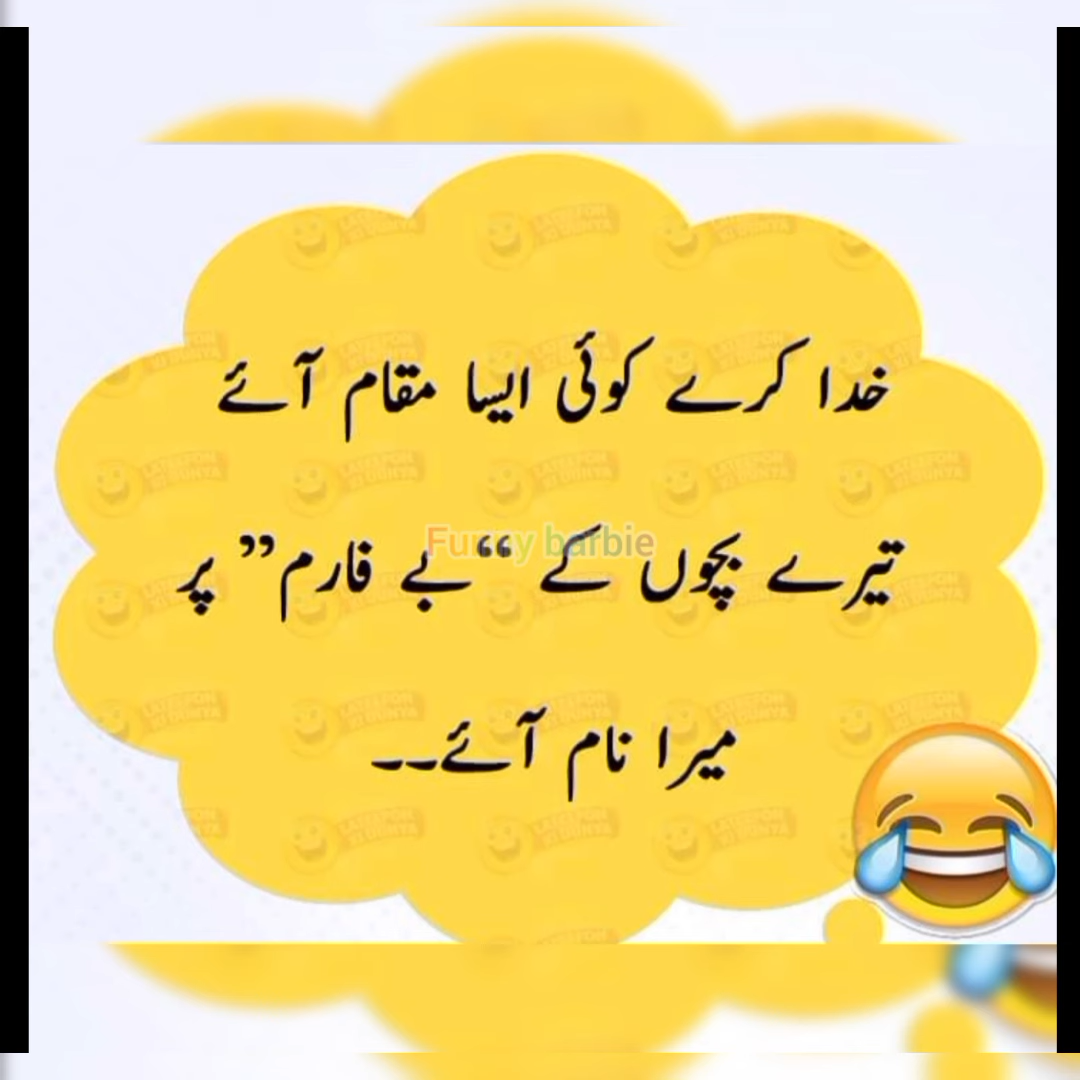 خدا کرے کوئی ایسا مقام آئے
Funny barbie
تیرے بچوں کے “بے فارم” پر
میرا نام آئے۔۔